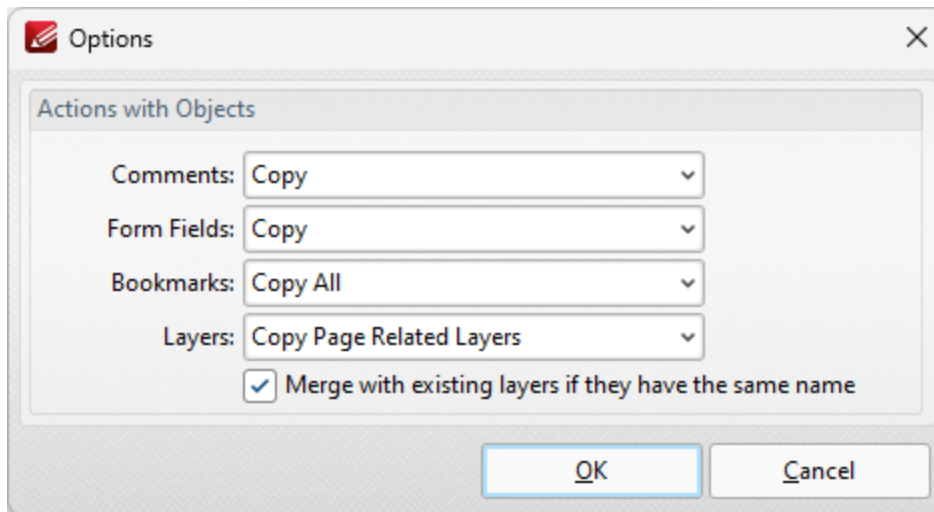 Options
Actions with Objects
Comments: Copy
Form Fields: Copy
Bookmarks: Copy All
Layers: Copy Page Related Layers
Merge with existing layers if they have the same name
OK Cancel